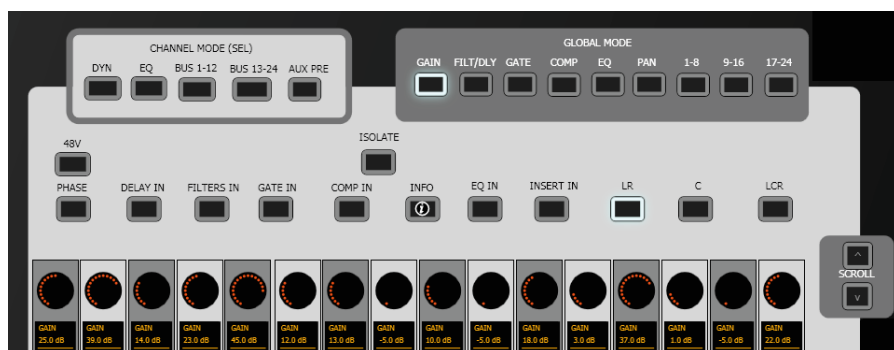 CHANNEL MODE (SEL)
DYN EQ BUS 1-12 BUS 13-24 AUX PRE
GLOBAL MODE
GAIN FILT/DLY GATE COMP EQ PAN 1-8 9-16 17-24
48V
ISOLATE
PHASE DELAY IN FILTERS IN GATE IN COMP IN INFO EQ IN INSERT IN LR C LCR
SCROLL
GAIN GAIN GAIN GAIN GAIN GAIN GAIN GAIN GAIN GAIN GAIN GAIN GAIN GAIN GAIN GAIN
25.0 dB 39.0 dB 14.0 dB 23.0 dB 45.0 dB 12.0 dB 13.0 dB -5.0 dB 10.0 dB -5.0 dB 18.0 dB 3.0 dB 37.0 dB 1.0 dB -5.0 dB 22.0 dB